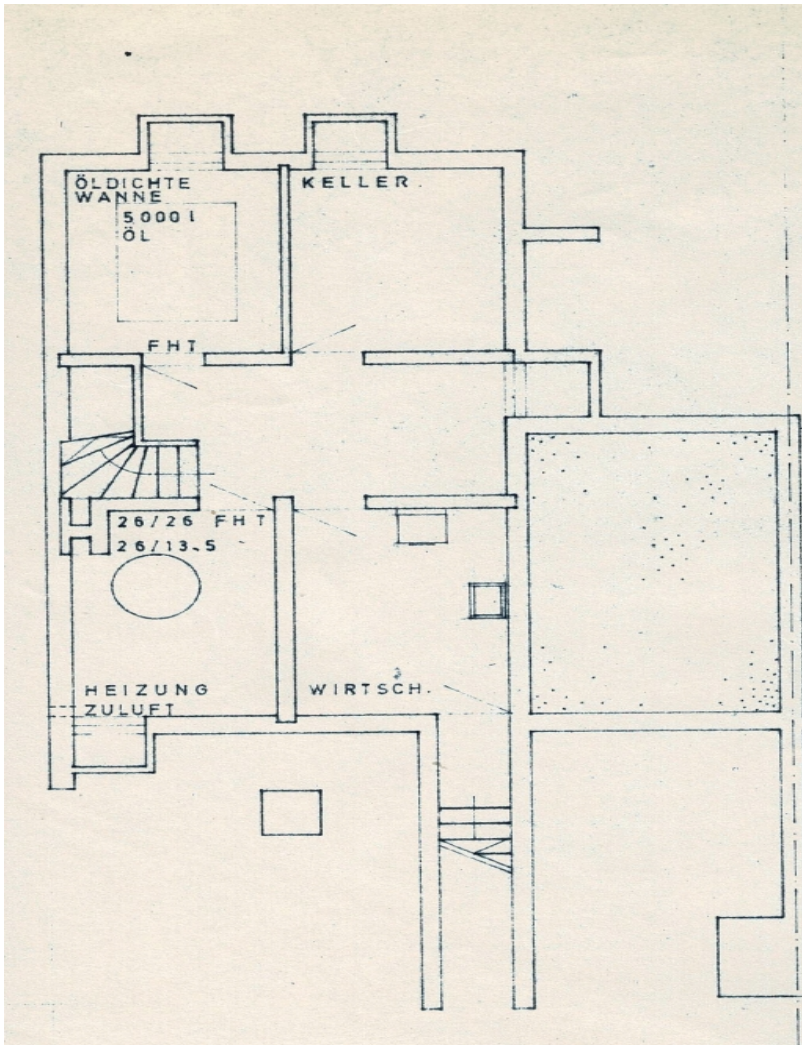 ÖLDICHTE
WANNE
5000 l
ÖL
KELLER.
FHT
26/26 FHT
26/13.5
HEIZUNG
ZULUFT
WIRTSCH.